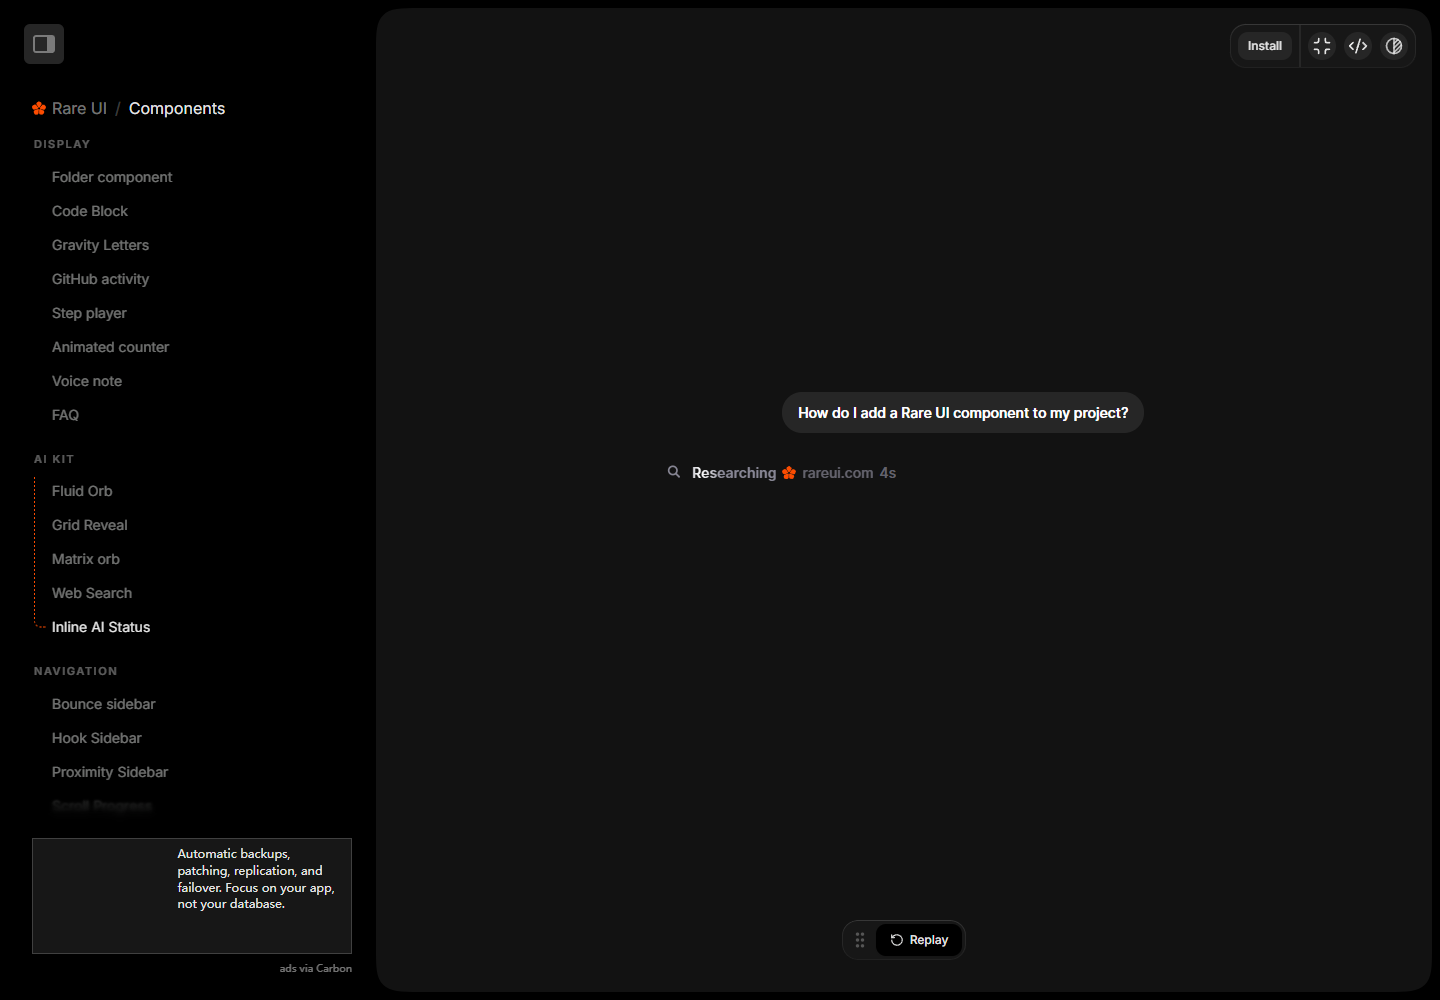 Rare UI / Components
DISPLAY
Folder component
Code Block
Gravity Letters
GitHub activity
Step player
Animated counter
Voice note
FAQ
AI KIT
Fluid Orb
Grid Reveal
Matrix orb
Web Search
Inline AI Status
NAVIGATION
Bounce sidebar
Hook Sidebar
Proximity Sidebar
Scroll Progress
Automatic backups,
patching, replication, and
failover. Focus on your app,
not your database.
ads via Carbon
Install
How do I add a Rare UI component to my project?
Researching rareui.com 4s
Replay